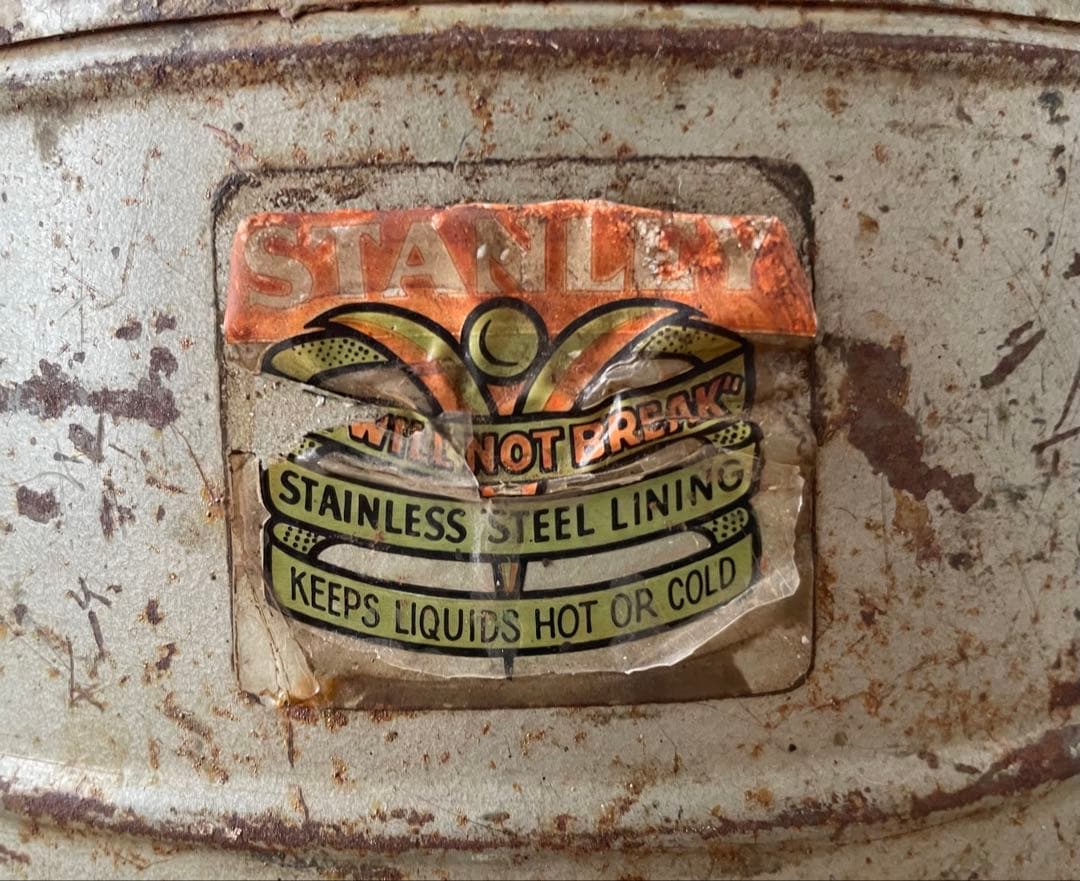 STANLEY
"WILL NOT BREAK"
STAINLESS STEEL LINING
KEEPS LIQUIDS HOT OR COLD